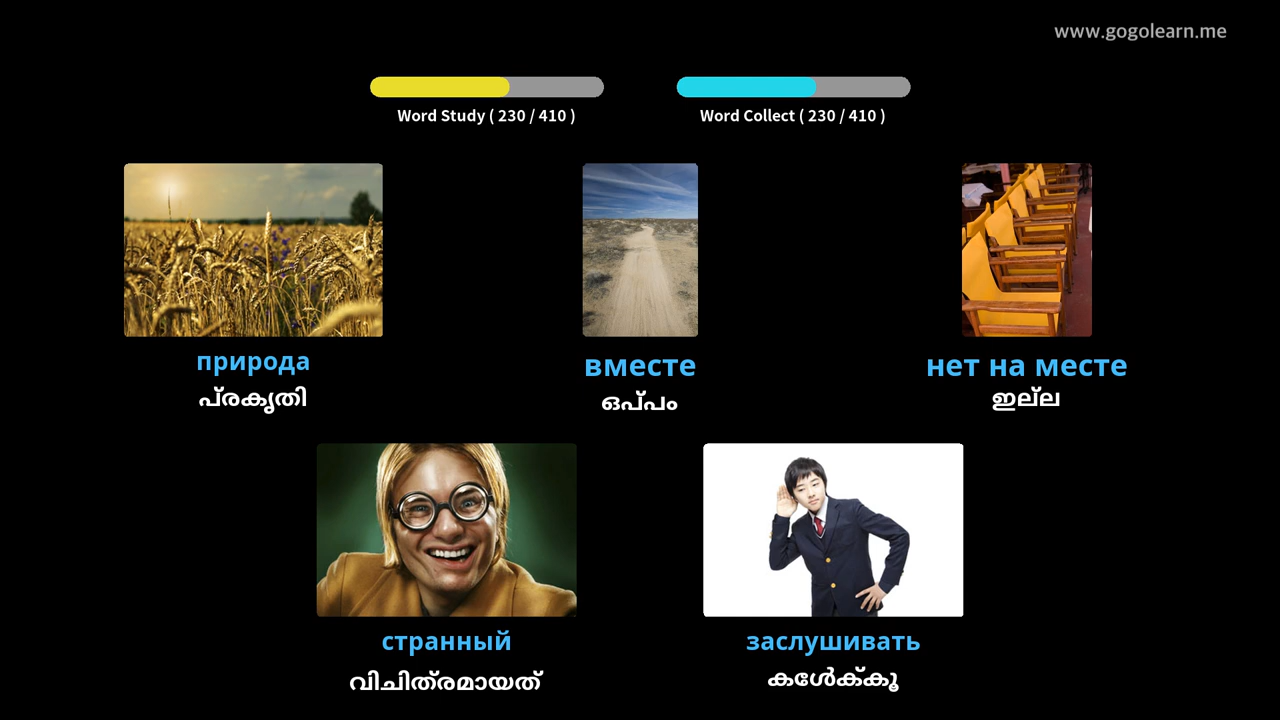 www.gogolearn.me
Word Study ( 230 / 410 )
Word Collect ( 230 / 410 )
природа
പ്രകൃതി
вместе
ഒപ്പം
нет на месте
ഇല്ല
странный
വിചിത്രമായത്
заслушивать
കേൾക്കൂ